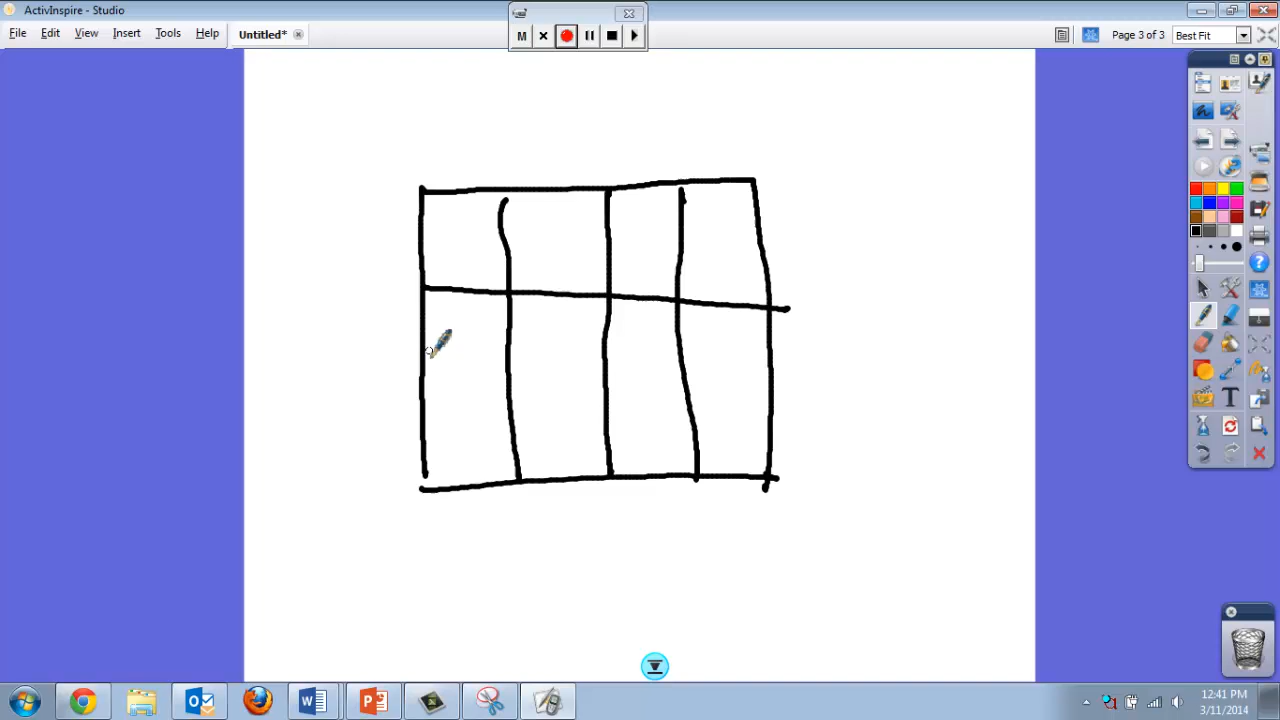 ActivInspire - Studio
File Edit View Insert Tools Help Untitled* Page 3 of 3 Best Fit
M
T
12:41 PM
3/11/2014